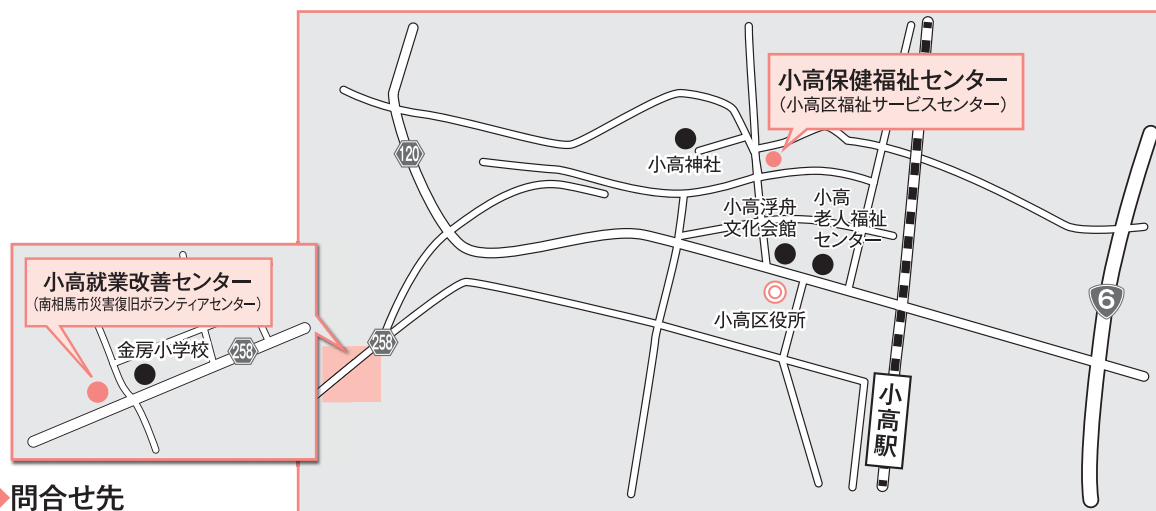 小高保健福祉センター
（小高区福祉サービスセンター）
120
小高神社
小高浮舟
文化会館
小高
老人福祉
センター
小高区役所
6
258
小高駅
小高就業改善センター
（南相馬市災害復旧ボランティアセンター）
金房小学校
258
問合せ先